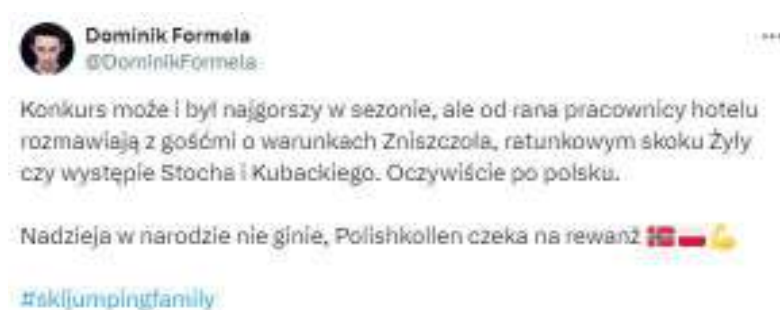 Dominik Formela
@DominikFormela
Konkurs może i był najgorszy w sezonie, ale od rana pracownicy hotelu
rozmawiają z gośćmi o warunkach Zniszczoła, ratunkowym skoku Żyły
czy występie Stocha i Kubackiego. Oczywiście po polsku.
Nadzieja w narodzie nie ginie, Polishkollen czeka na rewanż 🇳🇴🇵🇱💪
#skijumpingfamily